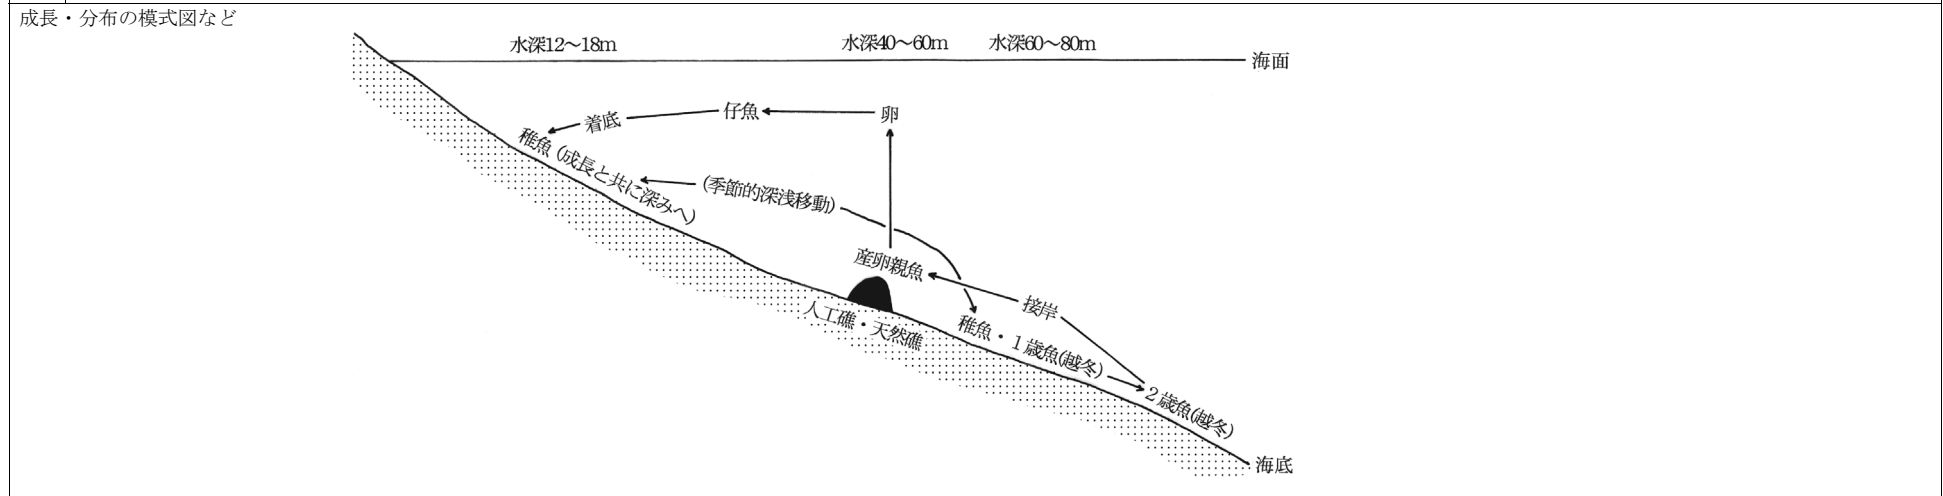 成長・分布の模式図など
水深12～18m
水深40～60m
水深60～80m
海面
卵
仔魚
着底
稚魚(成長と共に深みへ)
(季節的深浅移動)
産卵親魚
接岸
人工礁・天然礁
稚魚・1歳魚(越冬)
2歳魚(越冬)
海底